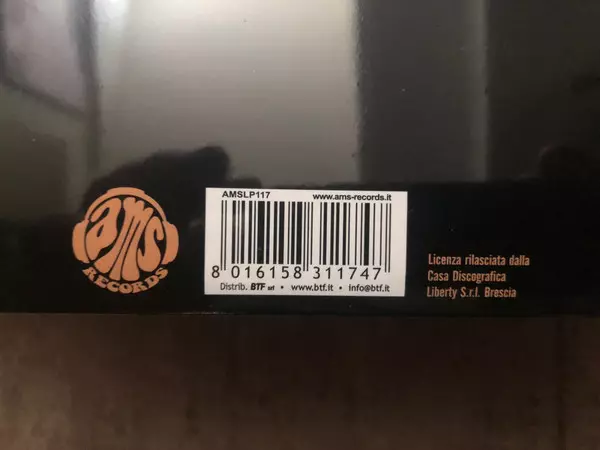 ams
RECORDS
AMSLP117 www.ams-records.it
8 016158 311747
Distrib. BTF srl • www.btf.it • info@btf.it
Licenza rilasciata dalla
Casa Discografica
Liberty S.r.l. Brescia